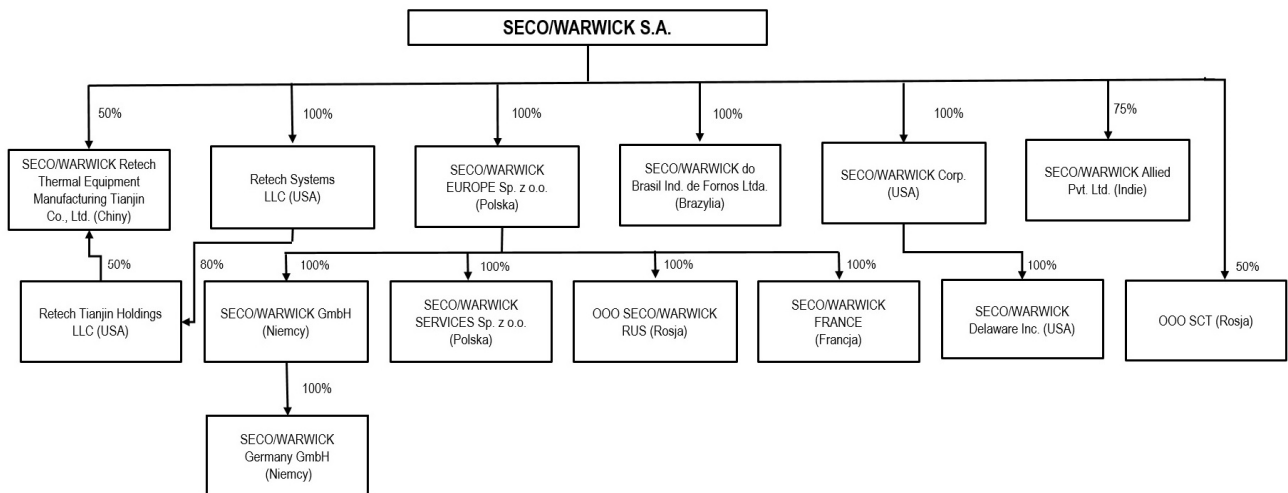 SECO/WARWICK S.A.
50%
100%
100%
100%
100%
75%
SECO/WARWICK Retech
Thermal Equipment
Manufacturing Tianjin
Co., Ltd. (Chiny)
Retech Systems
LLC (USA)
SECO/WARWICK
EUROPE Sp. z o.o.
(Polska)
SECO/WARWICK do
Brasil Ind. de Fornos Ltda.
(Brazylia)
SECO/WARWICK Corp.
(USA)
SECO/WARWICK Allied
Pvt. Ltd. (Indie)
50%
80%
100%
100%
100%
100%
100%
50%
Retech Tianjin Holdings
LLC (USA)
SECO/WARWICK GmbH
(Niemcy)
SECO/WARWICK
SERVICES Sp. z o.o.
(Polska)
OOO SECO/WARWICK
RUS (Rosja)
SECO/WARWICK
FRANCE
(Francja)
SECO/WARWICK
Delaware Inc. (USA)
OOO SCT (Rosja)
100%
SECO/WARWICK
Germany GmbH
(Niemcy)